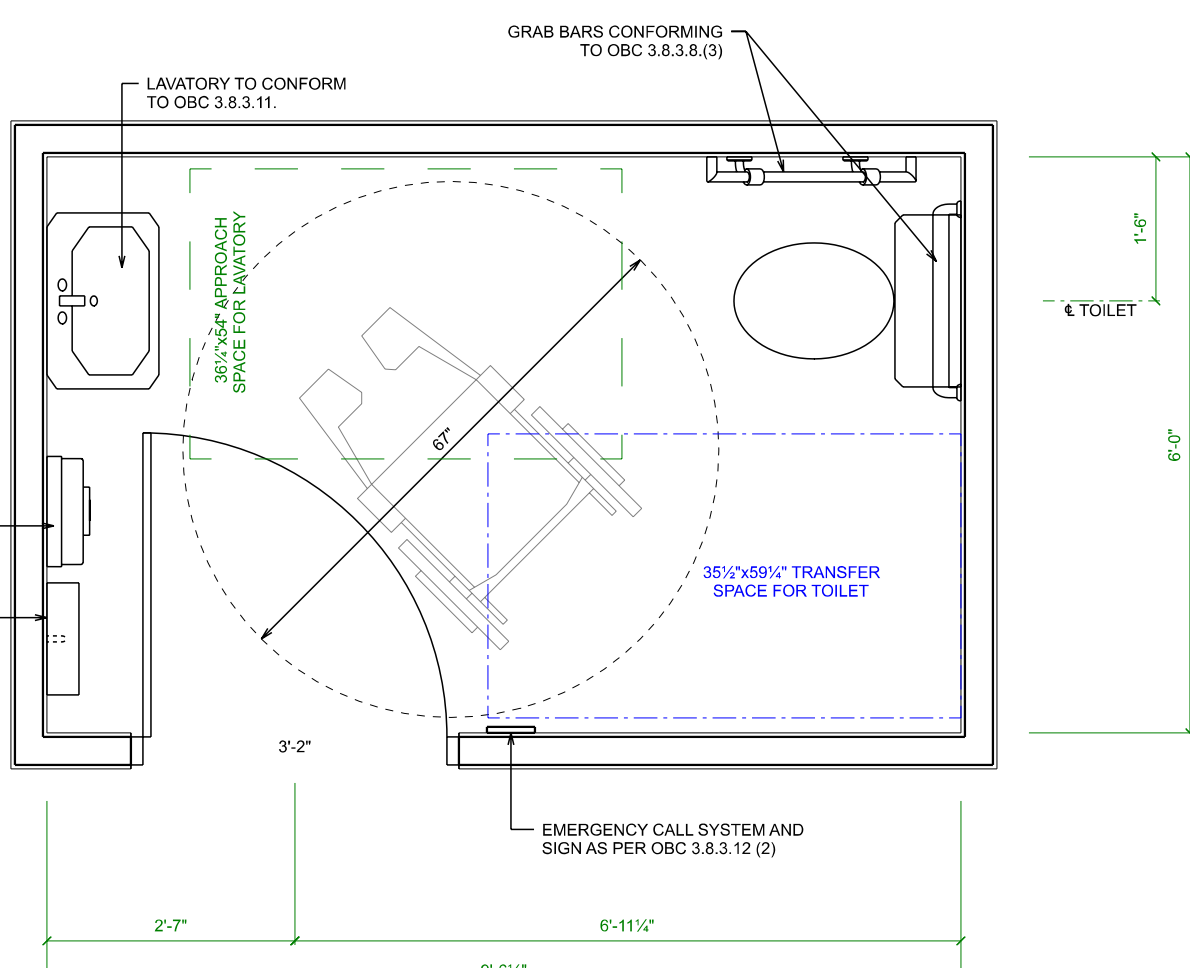 GRAB BARS CONFORMING
TO OBC 3.8.3.8.(3)
LAVATORY TO CONFORM
TO OBC 3.8.3.11.
36¼"x54" APPROACH
SPACE FOR LAVATORY
1'-6"
℄ TOILET
67"
6'-0"
35½"x59¼" TRANSFER
SPACE FOR TOILET
3'-2"
EMERGENCY CALL SYSTEM AND
SIGN AS PER OBC 3.8.3.12 (2)
2'-7"
6'-11¼"